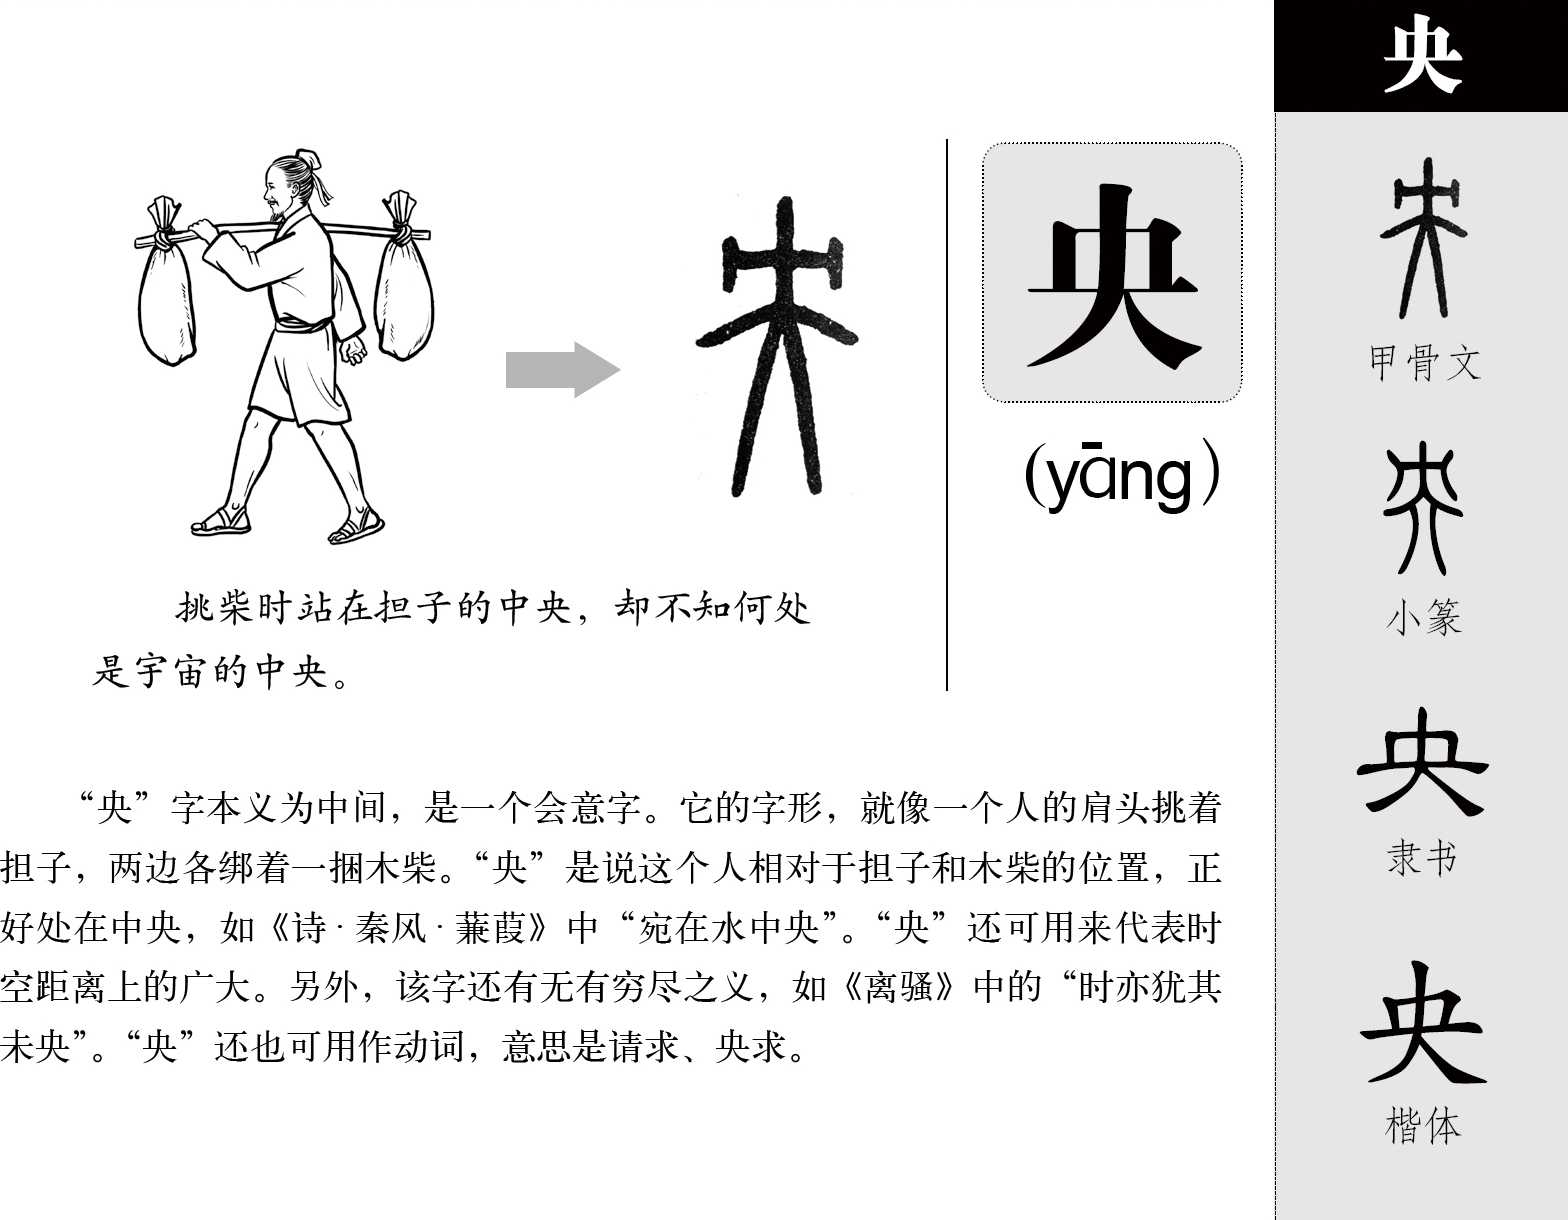 央
央
(yāng)
挑柴时站在担子的中央，却不知何处
是宇宙的中央。
“央”字本义为中间，是一个会意字。它的字形，就像一个人的肩头挑着
担子，两边各绑着一捆木柴。“央”是说这个人相对于担子和木柴的位置，正
好处在中央，如《诗·秦风·蒹葭》中“宛在水中央”。“央”还可用来代表时
空距离上的广大。另外，该字还有无有穷尽之义，如《离骚》中的“时亦犹其
未央”。“央”还也可用作动词，意思是请求、央求。
央
甲骨文
央
小篆
央
隶书
央
楷体